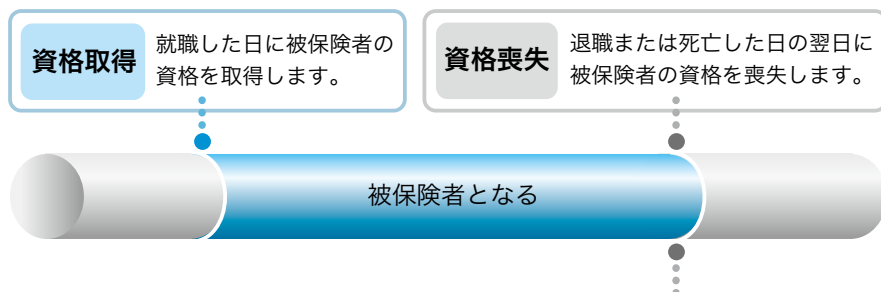 資格取得
就職した日に被保険者の
資格を取得します。
資格喪失
退職または死亡した日の翌日に
被保険者の資格を喪失します。
被保険者となる